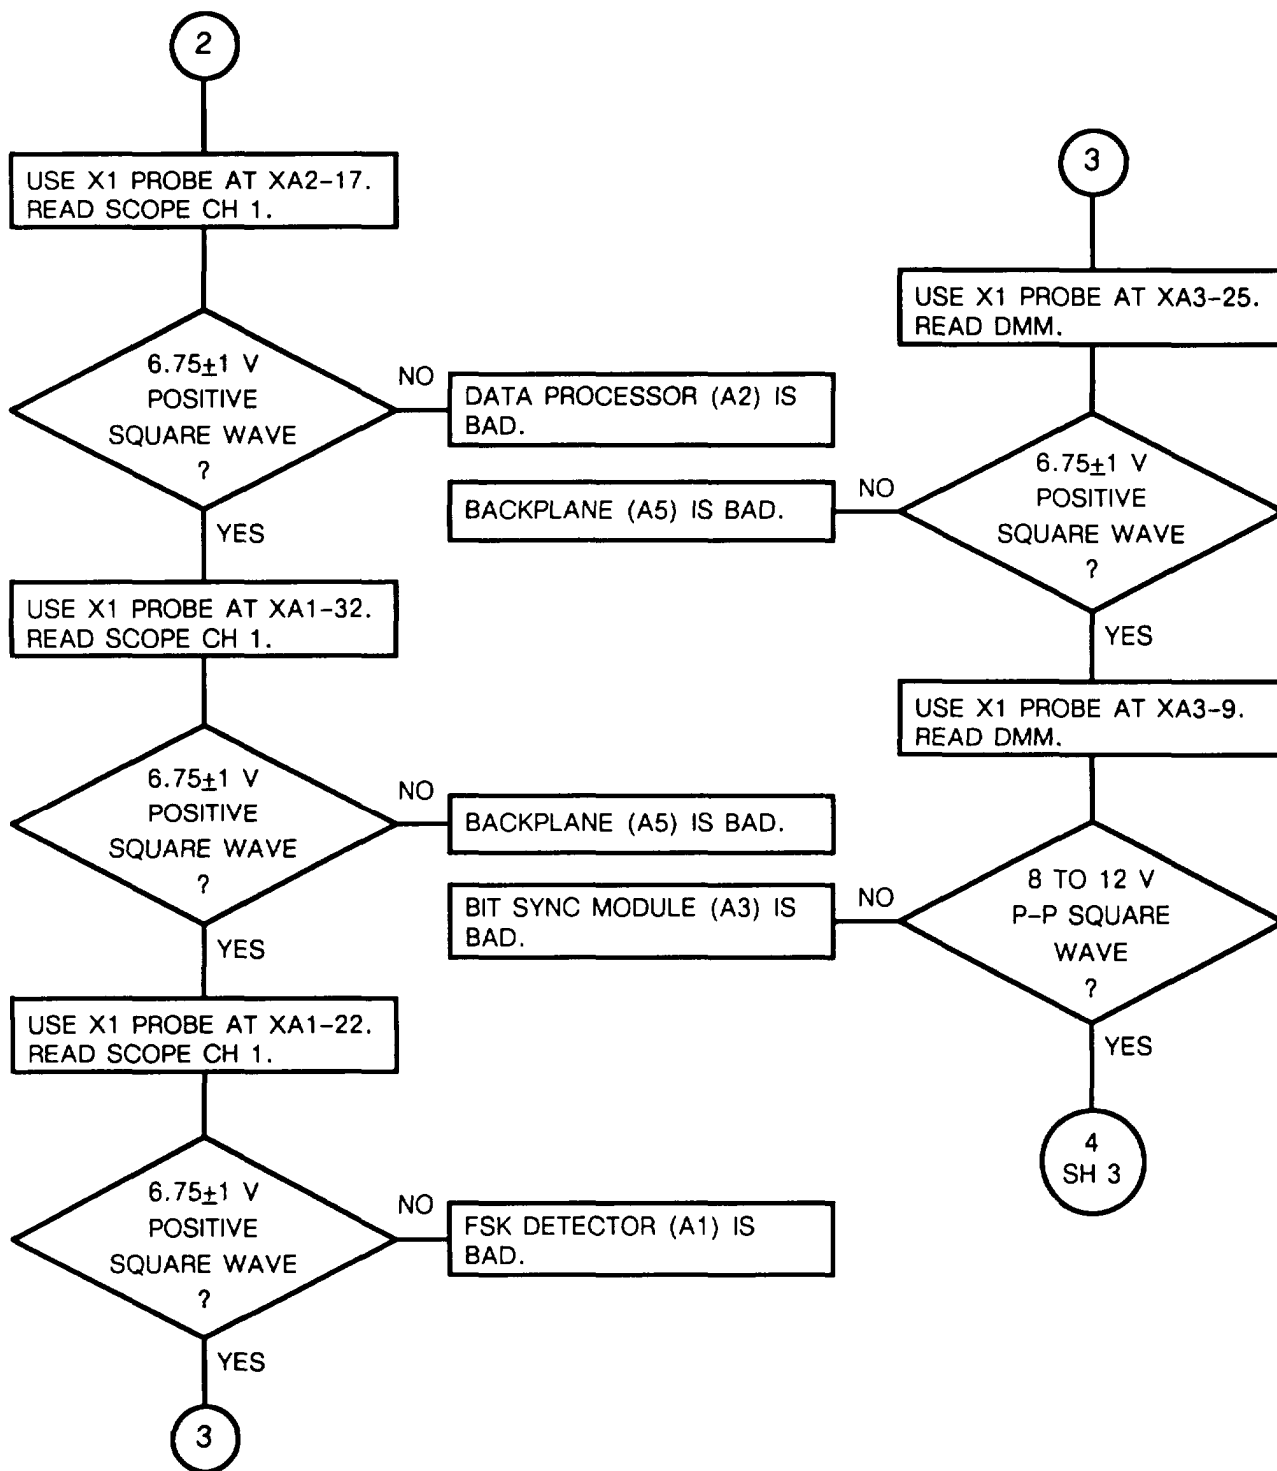 2
USE X1 PROBE AT XA2-17.
READ SCOPE CH 1.
6.75±1 V
POSITIVE
SQUARE WAVE
?
NO
DATA PROCESSOR (A2) IS
BAD.
YES
USE X1 PROBE AT XA1-32.
READ SCOPE CH 1.
6.75±1 V
POSITIVE
SQUARE WAVE
?
NO
BACKPLANE (A5) IS BAD.
YES
USE X1 PROBE AT XA1-22.
READ SCOPE CH 1.
6.75±1 V
POSITIVE
SQUARE WAVE
?
NO
FSK DETECTOR (A1) IS
BAD.
YES
3
3
USE X1 PROBE AT XA3-25.
READ DMM.
6.75±1 V
POSITIVE
SQUARE WAVE
?
NO
BACKPLANE (A5) IS BAD.
YES
USE X1 PROBE AT XA3-9.
READ DMM.
8 TO 12 V
P-P SQUARE
WAVE
?
NO
BIT SYNC MODULE (A3) IS
BAD.
YES
4
SH 3